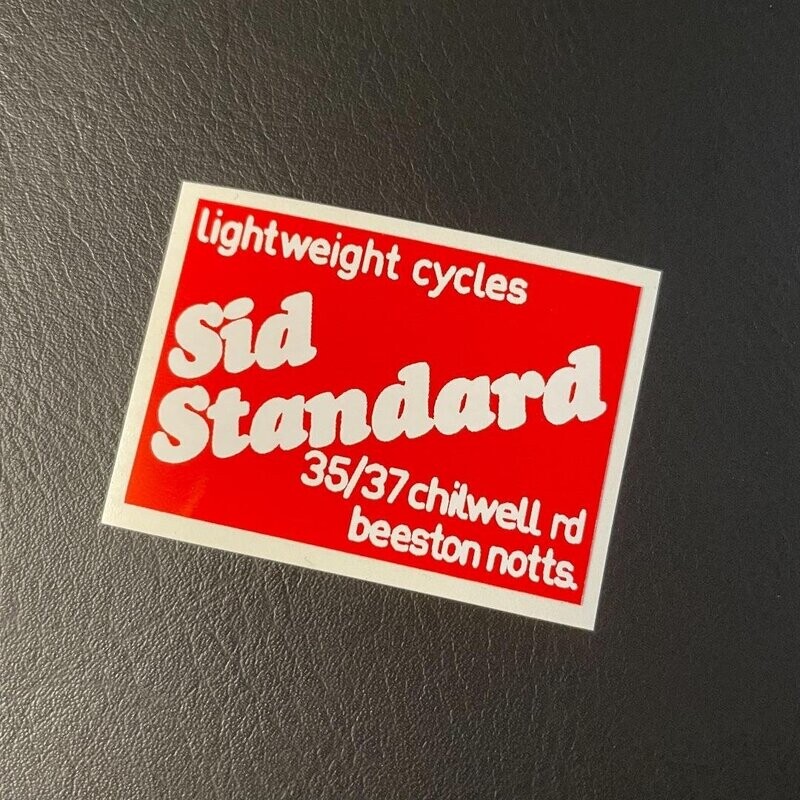 lightweight cycles
Sid
Standard
35/37 chilwell rd
beeston notts.